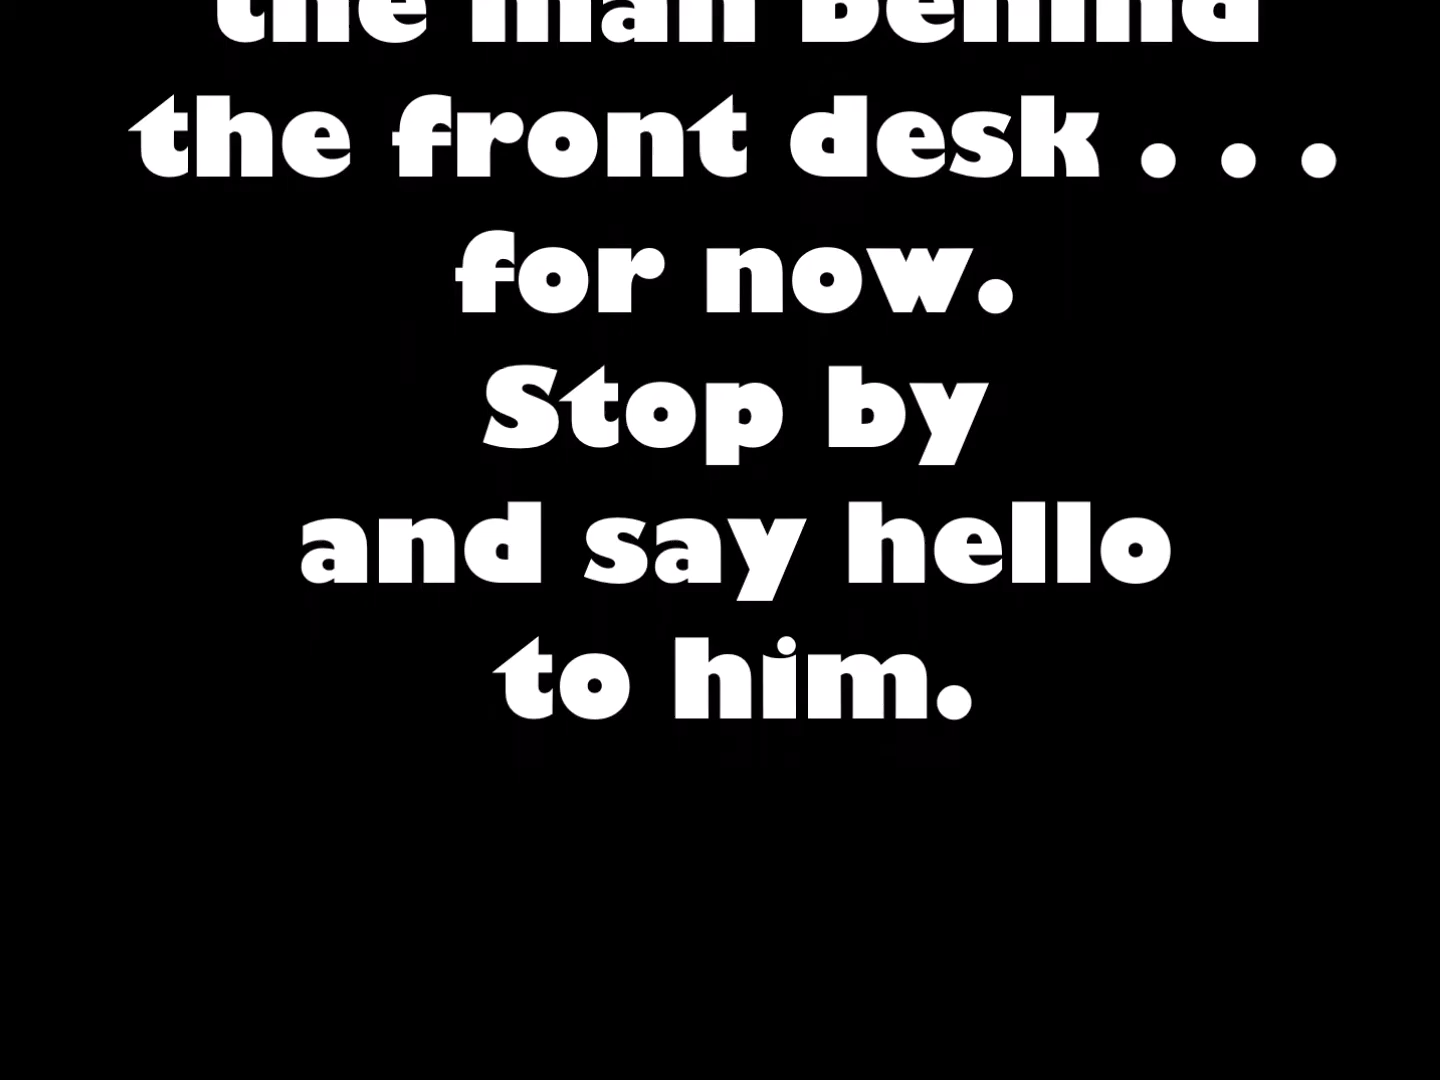 the man behind
the front desk . . .
for now.
Stop by
and say hello
to him.